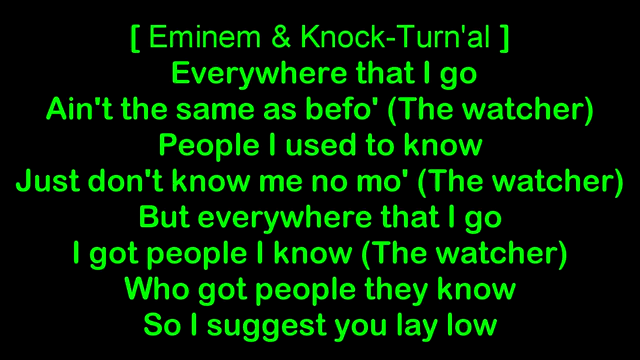 [ Eminem & Knock-Turn'al ]
Everywhere that I go
Ain't the same as befo' (The watcher)
People I used to know
Just don't know me no mo' (The watcher)
But everywhere that I go
I got people I know (The watcher)
Who got people they know
So I suggest you lay low